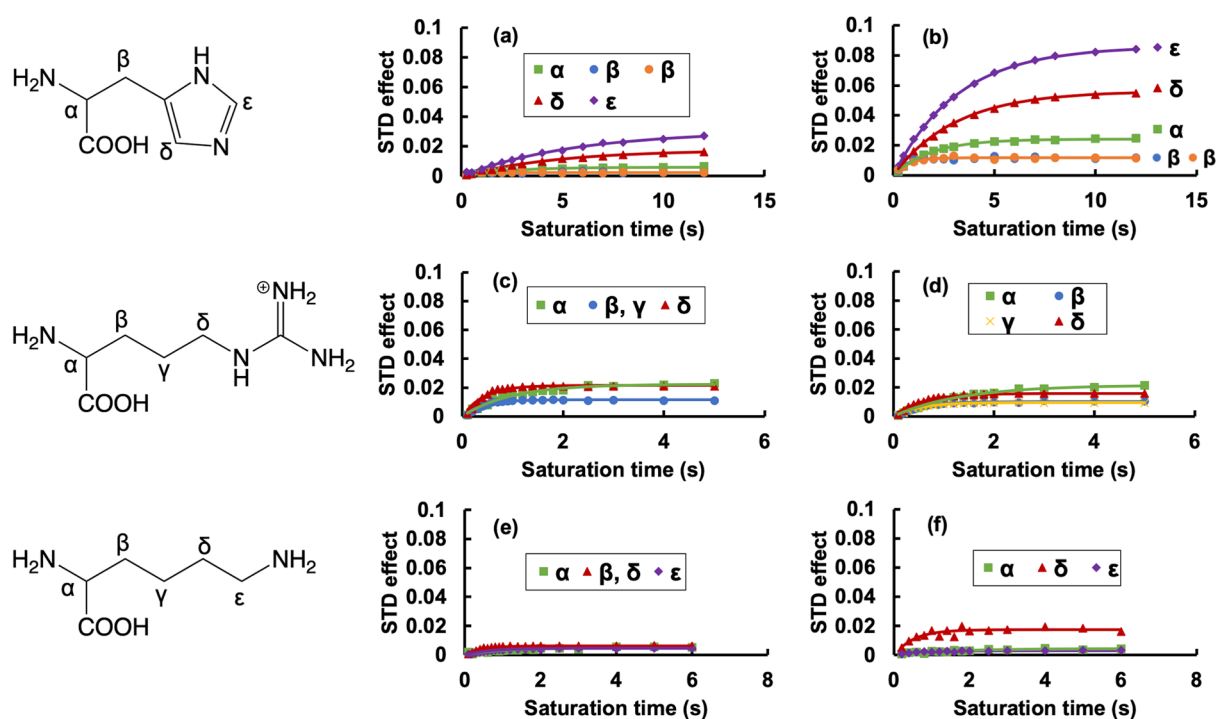 H₂N
α
β
COOH
H
N
ε
N
δ
STD effect
0.1
0.08
0.06
0.04
0.02
0
(a)
α β β
δ ε
0 5 10 15
Saturation time (s)
STD effect
0.1
0.08
0.06
0.04
0.02
0
(b)
ε
δ
α
β β
0 5 10 15
Saturation time (s)
H₂N
α
β
γ
δ
COOH
N
H
⊕NH₂
NH₂
STD effect
0.1
0.08
0.06
0.04
0.02
0
(c)
α β, γ δ
0 2 4 6
Saturation time (s)
STD effect
0.1
0.08
0.06
0.04
0.02
0
(d)
α β
γ δ
0 2 4 6
Saturation time (s)
H₂N
α
β
γ
δ
ε
NH₂
COOH
STD effect
0.1
0.08
0.06
0.04
0.02
0
(e)
α β, δ ε
0 2 4 6 8
Saturation time (s)
STD effect
0.1
0.08
0.06
0.04
0.02
0
(f)
α δ ε
0 2 4 6 8
Saturation time (s)